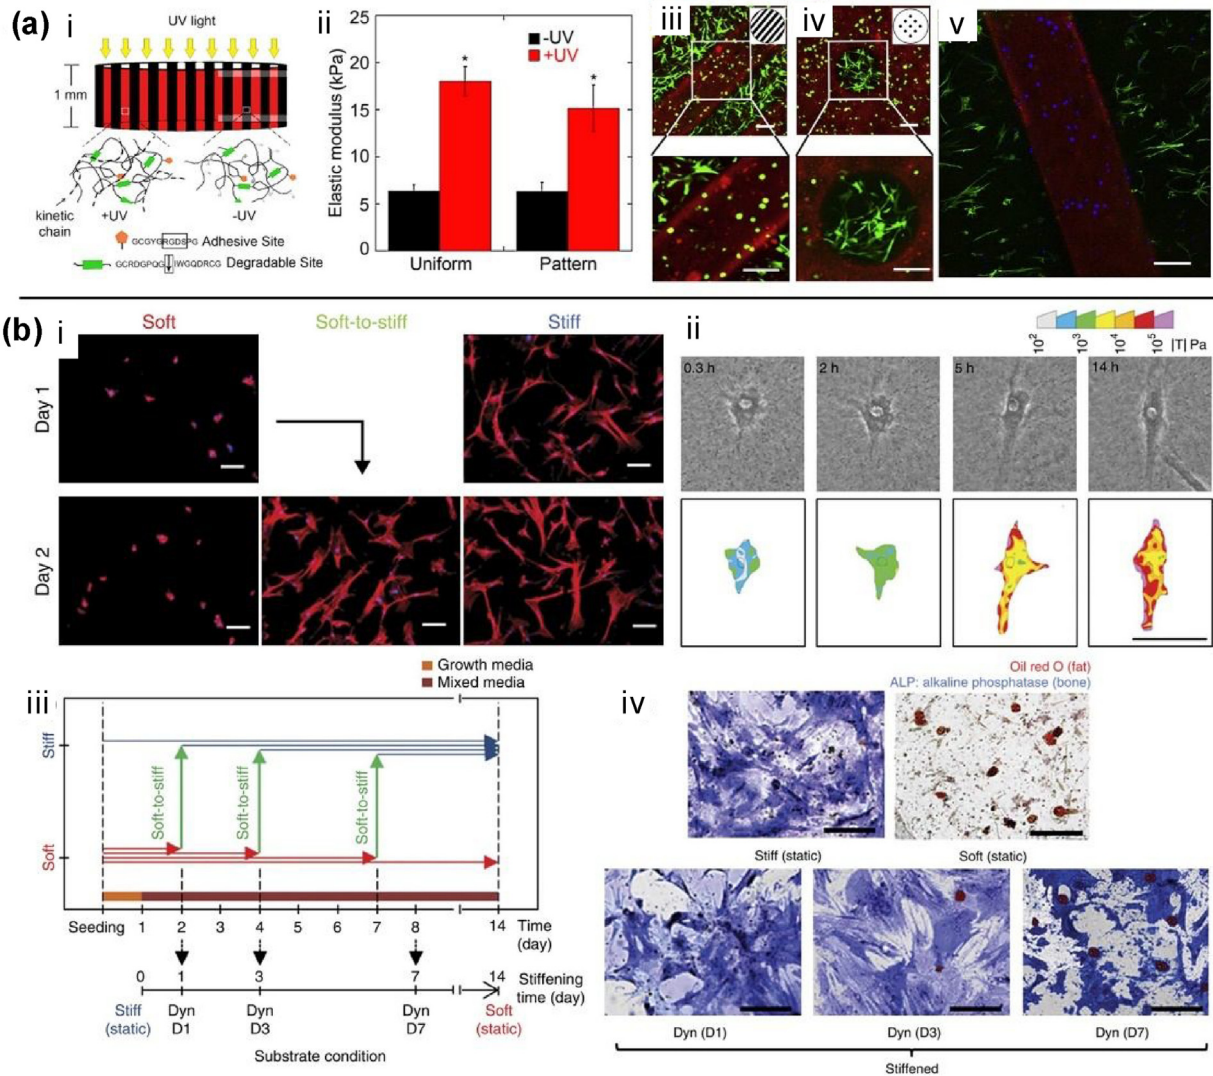 (a)
i
UV light
1 mm
kinetic
chain
+UV
-UV
GCGYGRGDSPG Adhesive Site
GCRDGPQG IWGQDRCG Degradable Site
ii
Elastic modulus (kPa)
25
20
15
10
5
0
-UV
+UV
*
*
Uniform
Pattern
iii
iv
v
(b)
i
Soft
Soft-to-stiff
Stiff
Day 1
Day 2
ii
10²
10³
10⁴
10⁵
|T| Pa
0.3 h
2 h
5 h
14 h
Growth media
Mixed media
iii
Stiff
Soft
Soft-to-stiff
Soft-to-stiff
Soft-to-stiff
Seeding
1
2
3
4
5
6
7
8
14
Time
(day)
0
1
3
7
14
Stiffening
time (day)
Stiff
(static)
Dyn
D1
Dyn
D3
Dyn
D7
Soft
(static)
Substrate condition
iv
Oil red O (fat)
ALP: alkaline phosphatase (bone)
Stiff (static)
Soft (static)
Dyn (D1)
Dyn (D3)
Dyn (D7)
Stiffened